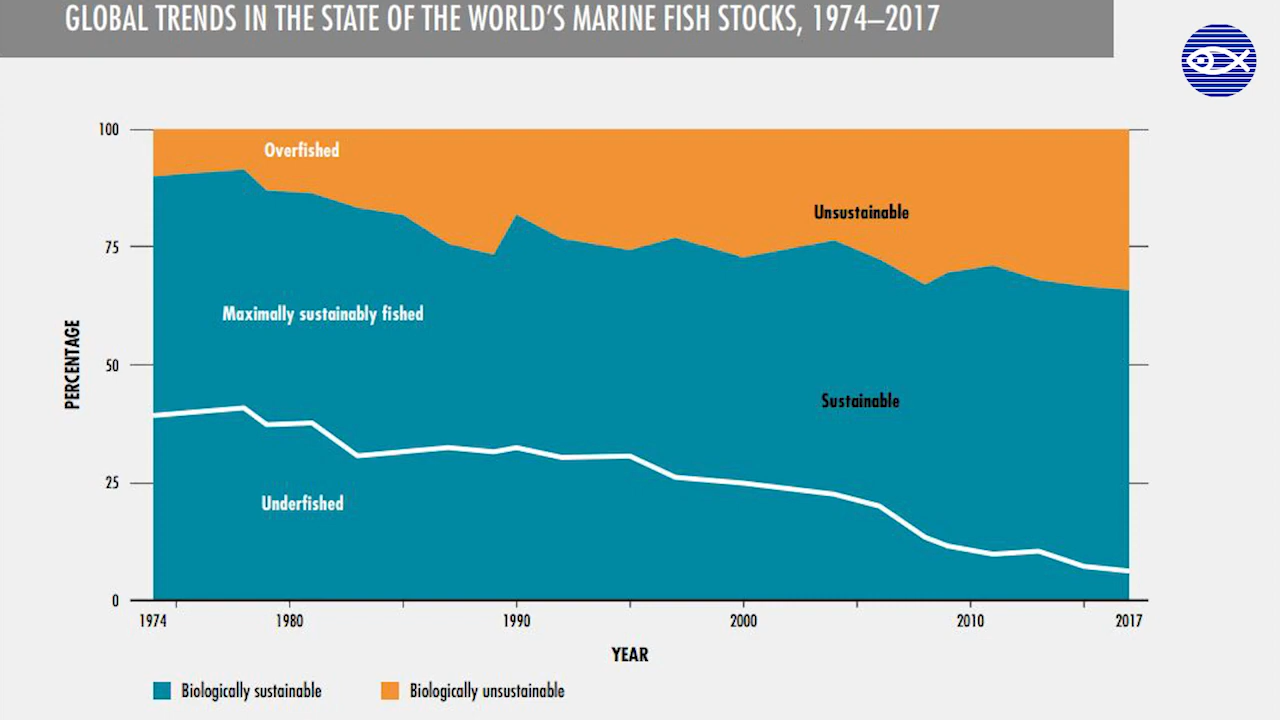 GLOBAL TRENDS IN THE STATE OF THE WORLD'S MARINE FISH STOCKS, 1974–2017
100
Overfished
Unsustainable
75
Maximally sustainably fished
50
PERCENTAGE
Sustainable
25
Underfished
0
1974 1980 1990 2000 2010 2017
YEAR
Biologically sustainable Biologically unsustainable